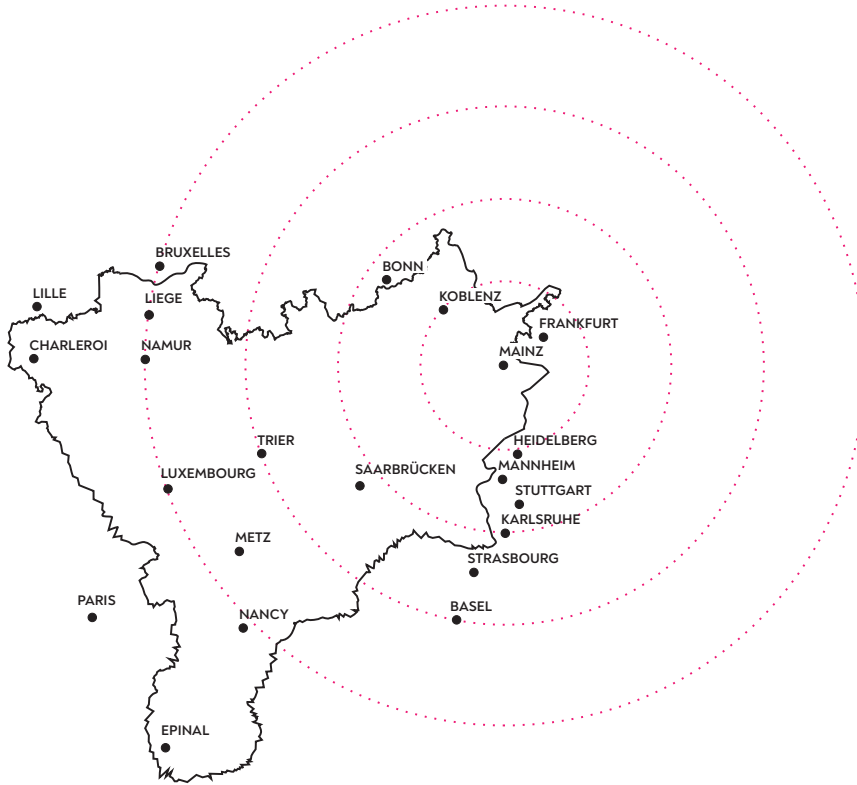 BRUXELLES
BONN
LILLE
LIEGE
KOBLENZ
FRANKFURT
CHARLEROI
NAMUR
MAINZ
TRIER
HEIDELBERG
LUXEMBOURG
SAARBRÜCKEN
MANNHEIM
STUTTGART
KARLSRUHE
METZ
STRASBOURG
PARIS
NANCY
BASEL
EPINAL